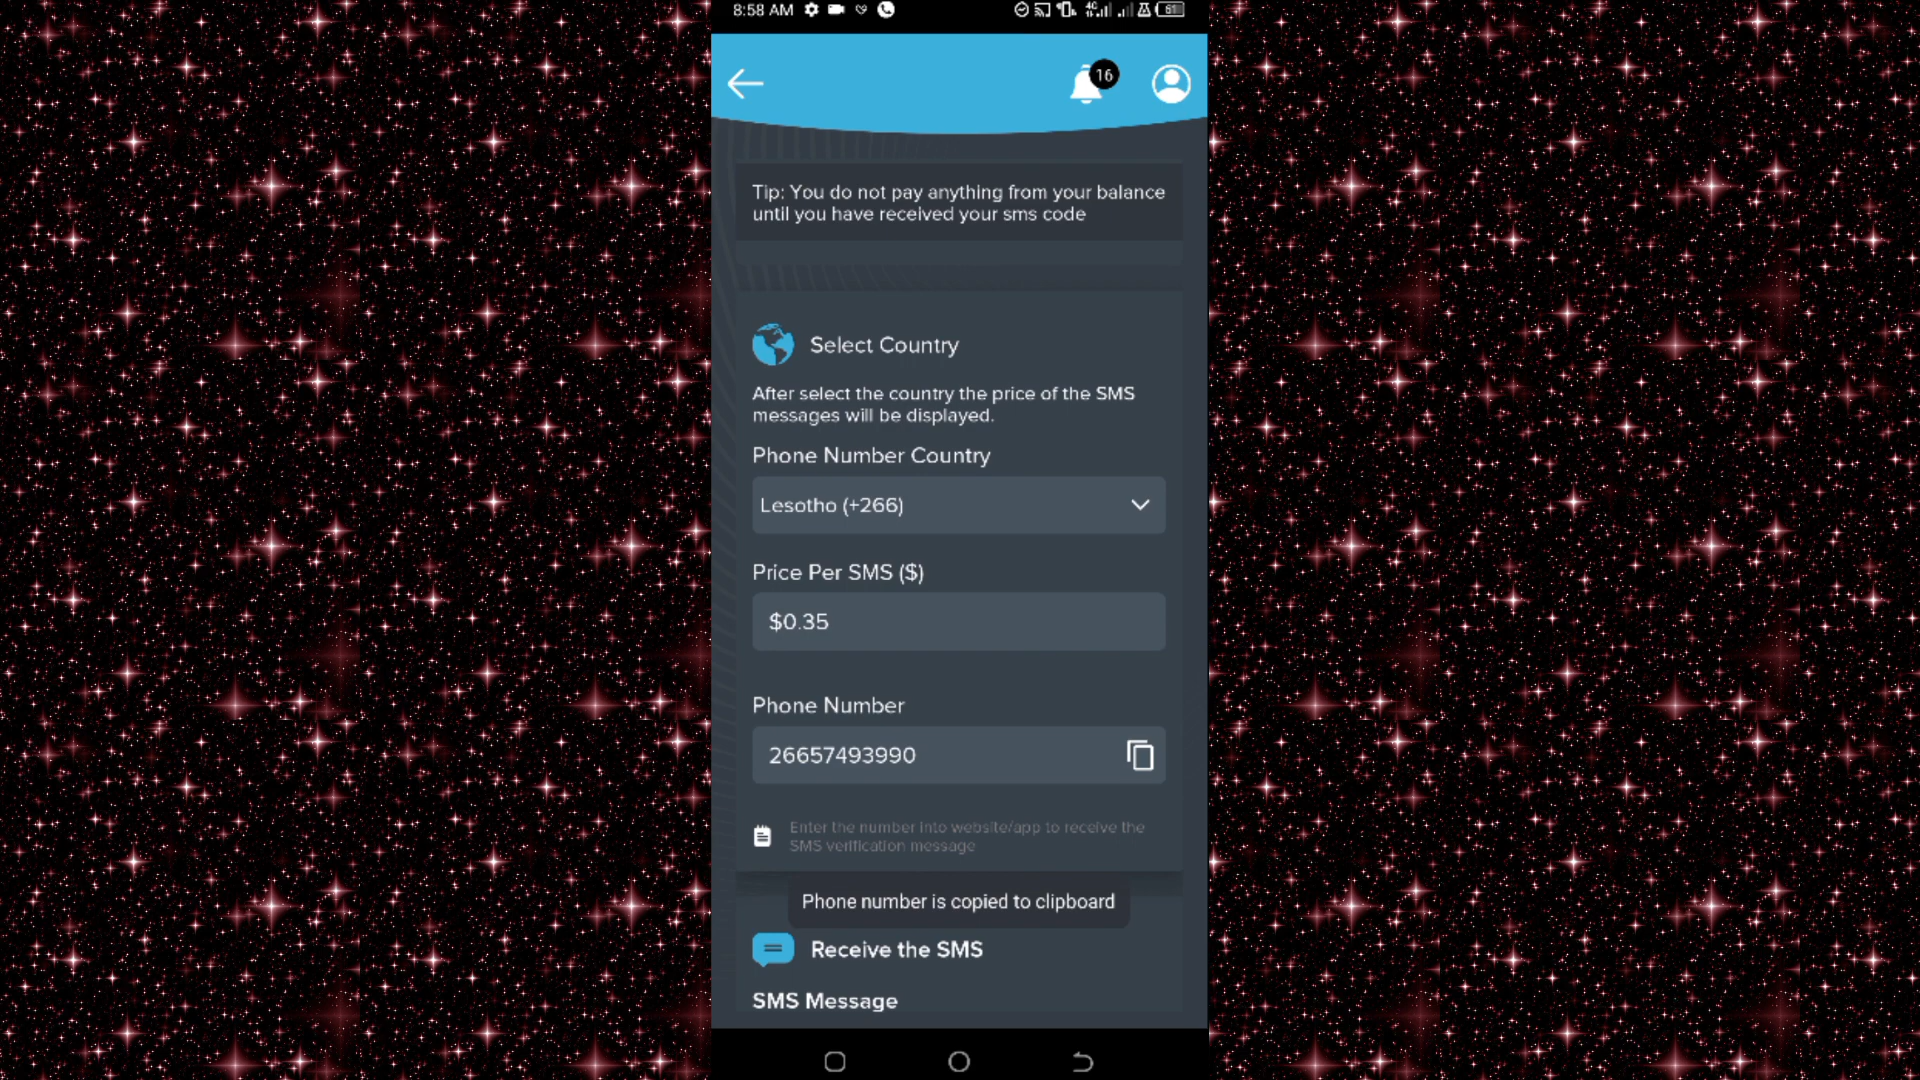 8:58 AM
4G
61
16
Tip: You do not pay anything from your balance
until you have received your sms code
Select Country
After select the country the price of the SMS
messages will be displayed.
Phone Number Country
Lesotho (+266)
Price Per SMS ($)
$0.35
Phone Number
26657493990
Enter the number into website/app to receive the
SMS verification message
Phone number is copied to clipboard
Receive the SMS
SMS Message